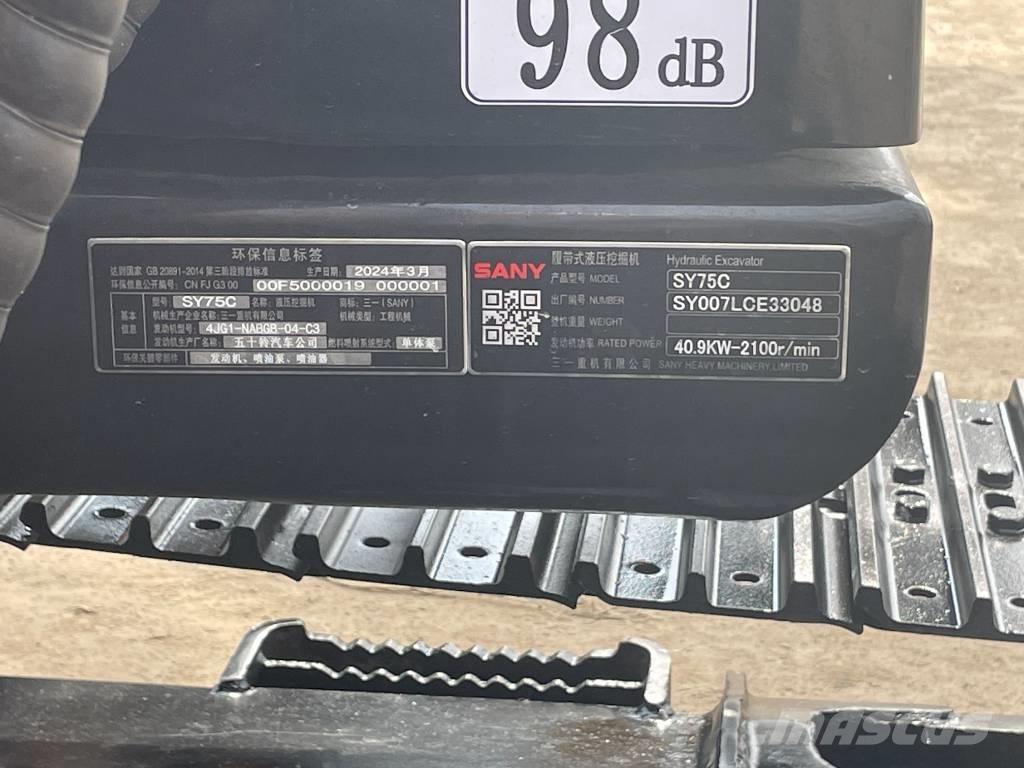 98 dB
环保信息标签
达到国家 GB 20891-2014 第三阶段排放标准 生产日期: 2024年3月
环保信息公开编号: CN FJ G3 00 00F5000019 000001
基本信息
型号: SY75C 名称: 液压挖掘机 商标: 三一(SANY)
机械生产企业名称: 三一重机有限公司 机械类型: 工程机械
发动机型号: 4JG1-NABGB-04-C3
发动机生产厂名称: 五十铃汽车公司 燃料喷射系统型式: 单体泵
环保关键零部件 发动机、喷油泵、喷油器
SANY
履带式液压挖掘机 Hydraulic Excavator
产品型号 MODEL SY75C
出厂编号 NUMBER SY007LCE33048
整机重量 WEIGHT
发动机功率 RATED POWER 40.9KW-2100r/min
三一重机有限公司 SANY HEAVY MACHINERY LIMITED
MASCUS